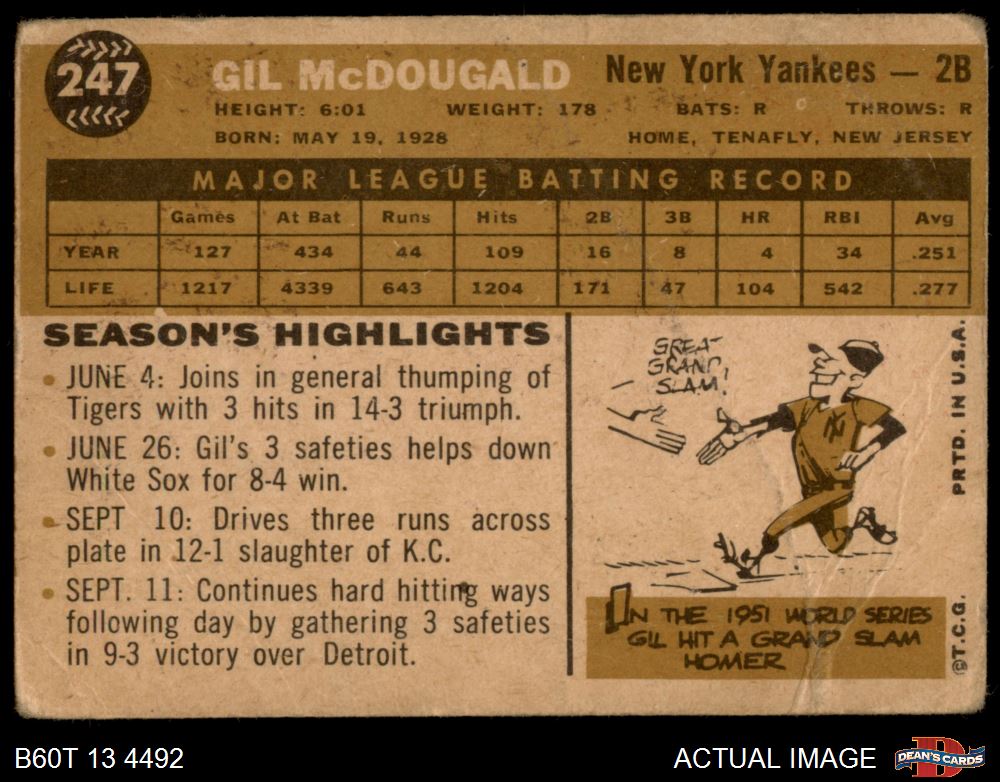 247
GIL McDOUGALD
New York Yankees — 2B
HEIGHT: 6:01 WEIGHT: 178 BATS: R THROWS: R
BORN: MAY 19, 1928 HOME, TENAFLY, NEW JERSEY
MAJOR LEAGUE BATTING RECORD
Games At Bat Runs Hits 2B 3B HR RBI Avg
YEAR 127 434 44 109 16 8 4 34 .251
LIFE 1217 4339 643 1204 171 47 104 542 .277
SEASON'S HIGHLIGHTS
• JUNE 4: Joins in general thumping of
Tigers with 3 hits in 14-3 triumph.
• JUNE 26: Gil's 3 safeties helps down
White Sox for 8-4 win.
• SEPT 10: Drives three runs across
plate in 12-1 slaughter of K.C.
• SEPT. 11: Continues hard hitting ways
following day by gathering 3 safeties
in 9-3 victory over Detroit.
GREAT
GRAND
SLAM!
NY
IN THE 1951 WORLD SERIES
GIL HIT A GRAND SLAM
HOMER
©T.C.G. PRTD. IN U.S.A.
B60T 13 4492
ACTUAL IMAGE
D
DEAN'S CARDS